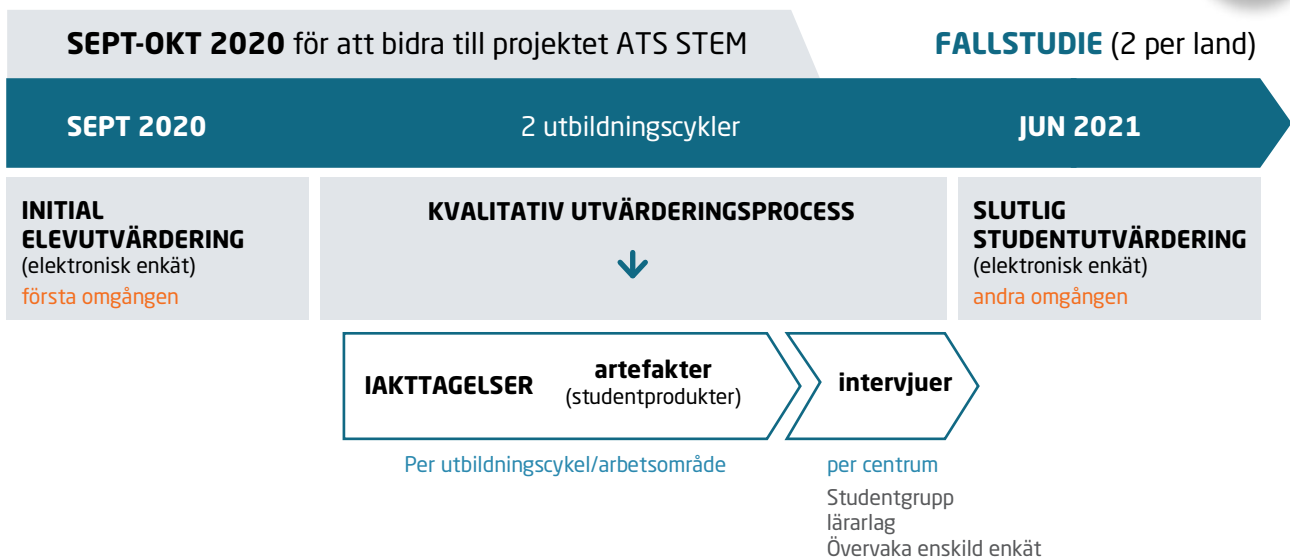 SEPT-OKT 2020 för att bidra till projektet ATS STEM
FALLSTUDIE (2 per land)
SEPT 2020
2 utbildningscykler
JUN 2021
INITIAL
ELEVUTVÄRDERING
(elektronisk enkät)
första omgången
KVALITATIV UTVÄRDERINGSPROCESS
SLUTLIG
STUDENTUTVÄRDERING
(elektronisk enkät)
andra omgången
IAKTTAGELSER
artefakter
(studentprodukter)
intervjuer
Per utbildningscykel/arbetsområde
per centrum
Studentgrupp
lärarlag
Övervaka enskild enkät